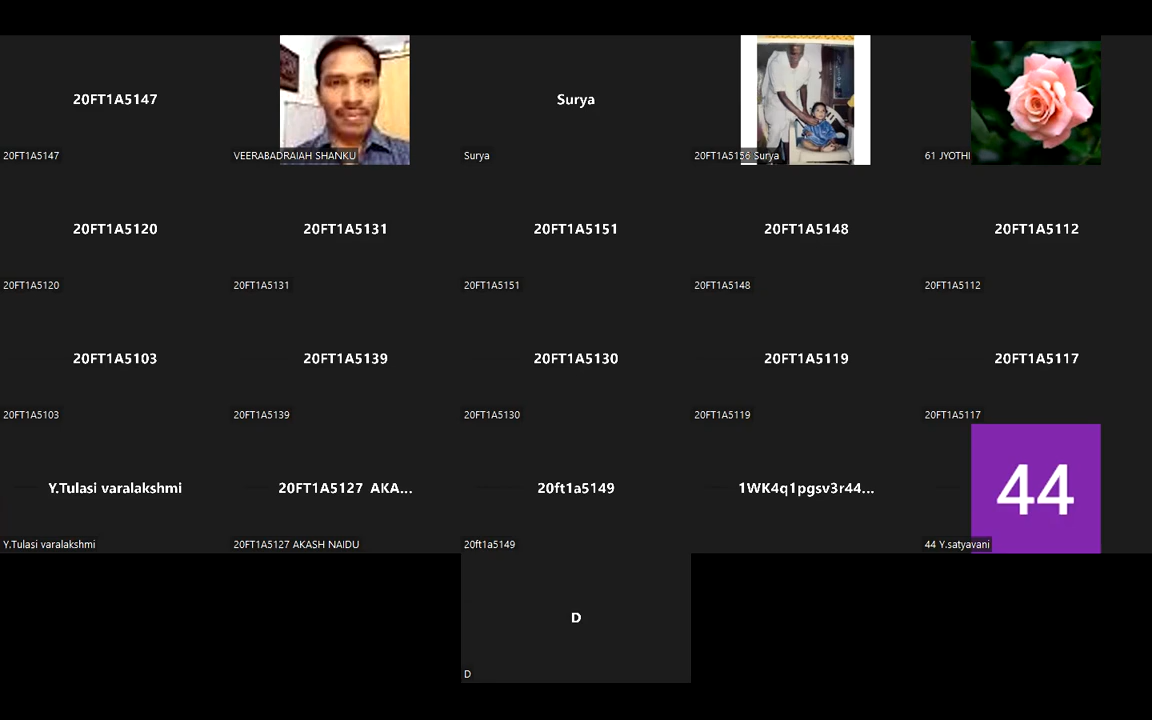 20FT1A5147
Surya
20FT1A5147
VEERABADRAIAH SHANKU
Surya
20FT1A5156 Surya
61 JYOTHI
20FT1A5120
20FT1A5131
20FT1A5151
20FT1A5148
20FT1A5112
20FT1A5120
20FT1A5131
20FT1A5151
20FT1A5148
20FT1A5112
20FT1A5103
20FT1A5139
20FT1A5130
20FT1A5119
20FT1A5117
20FT1A5103
20FT1A5139
20FT1A5130
20FT1A5119
20FT1A5117
Y.Tulasi varalakshmi
20FT1A5127 AKA...
20ft1a5149
1WK4q1pgsv3r44...
44
Y.Tulasi varalakshmi
20FT1A5127 AKASH NAIDU
20ft1a5149
44 Y.satyavani
D
D